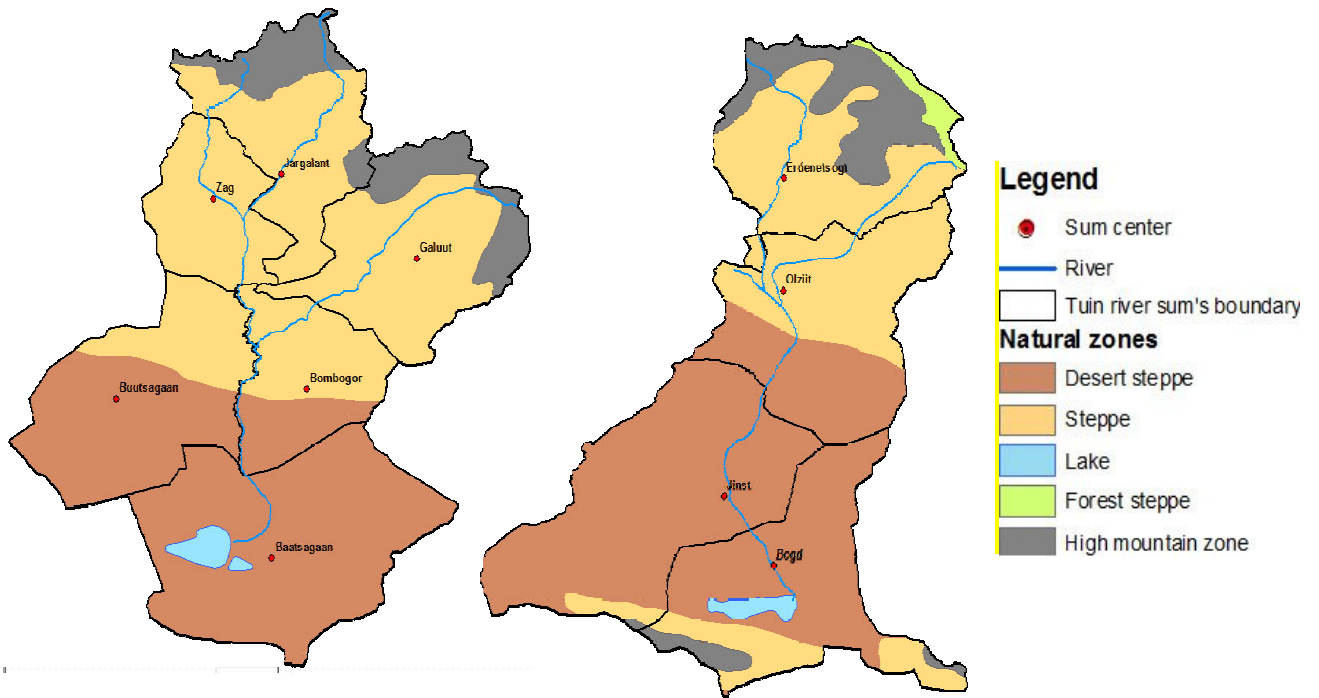 Jargalant
Zag
Galuut
Buutsagaan
Bombogor
Baatsagaan
Erdenetsogt
Olziit
Jinst
Bogd
Legend
Sum center
River
Tuin river sum's boundary
Natural zones
Desert steppe
Steppe
Lake
Forest steppe
High mountain zone